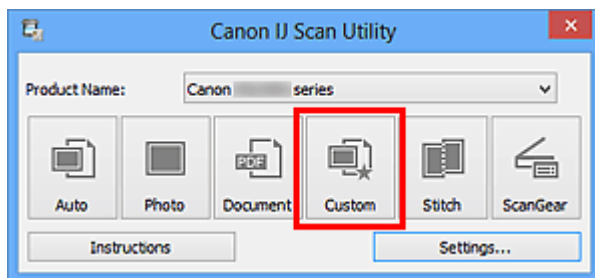 Canon IJ Scan Utility
Product Name: Canon series
PDF
Auto Photo Document Custom Stitch ScanGear
Instructions Settings...